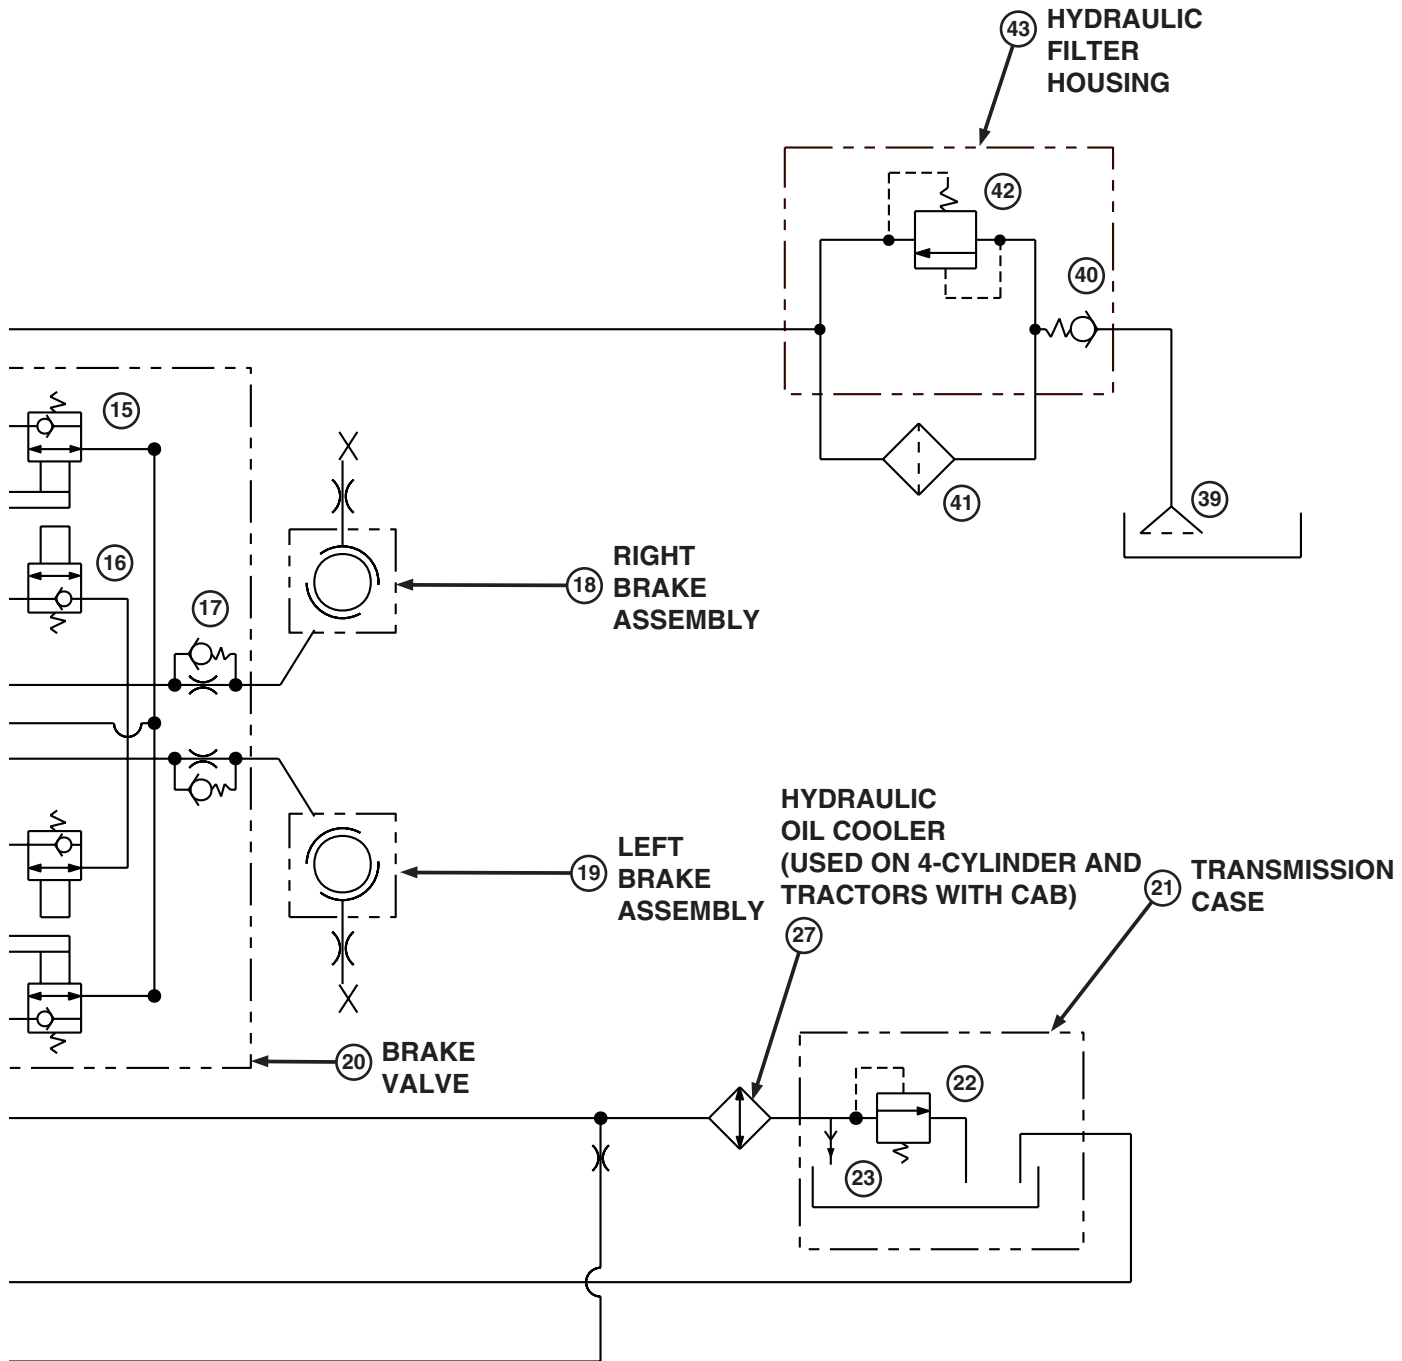 43 HYDRAULIC
FILTER
HOUSING
42
40
15
41
39
16
RIGHT
18 BRAKE
ASSEMBLY
17
HYDRAULIC
OIL COOLER
(USED ON 4-CYLINDER AND
TRACTORS WITH CAB)
27
LEFT
19 BRAKE
ASSEMBLY
21 TRANSMISSION
CASE
20 BRAKE
VALVE
22
23